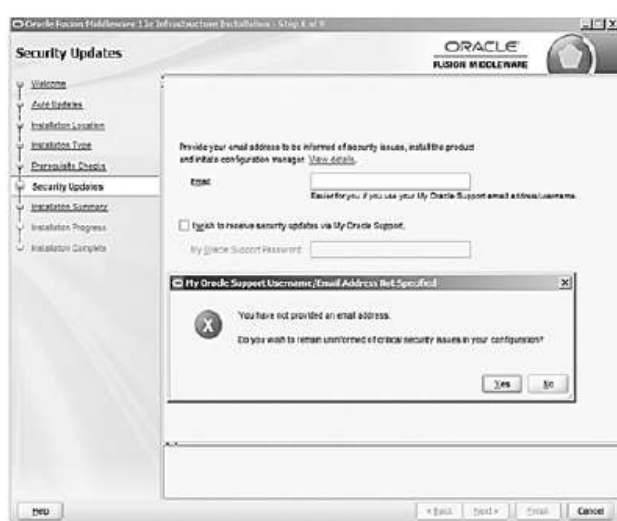 Oracle Fusion Middleware 12c Infrastructure Installation - Step 6 of 9
Security Updates
ORACLE
FUSION MIDDLEWARE
Welcome
Auto Updates
Installation Location
Installation Type
Prerequisite Checks
Security Updates
Installation Summary
Installation Progress
Installation Complete
Provide your email address to be informed of security issues, install the product
and initiate configuration manager. View details.
Email:
Easier for you if you use your My Oracle Support email address/username.
I wish to receive security updates via My Oracle Support.
My Oracle Support Password:
My Oracle Support Username/Email Address Not Specified
You have not provided an email address.
Do you wish to remain uninformed of critical security issues in your configuration?
Yes No
Help < Back Next > Finish Cancel